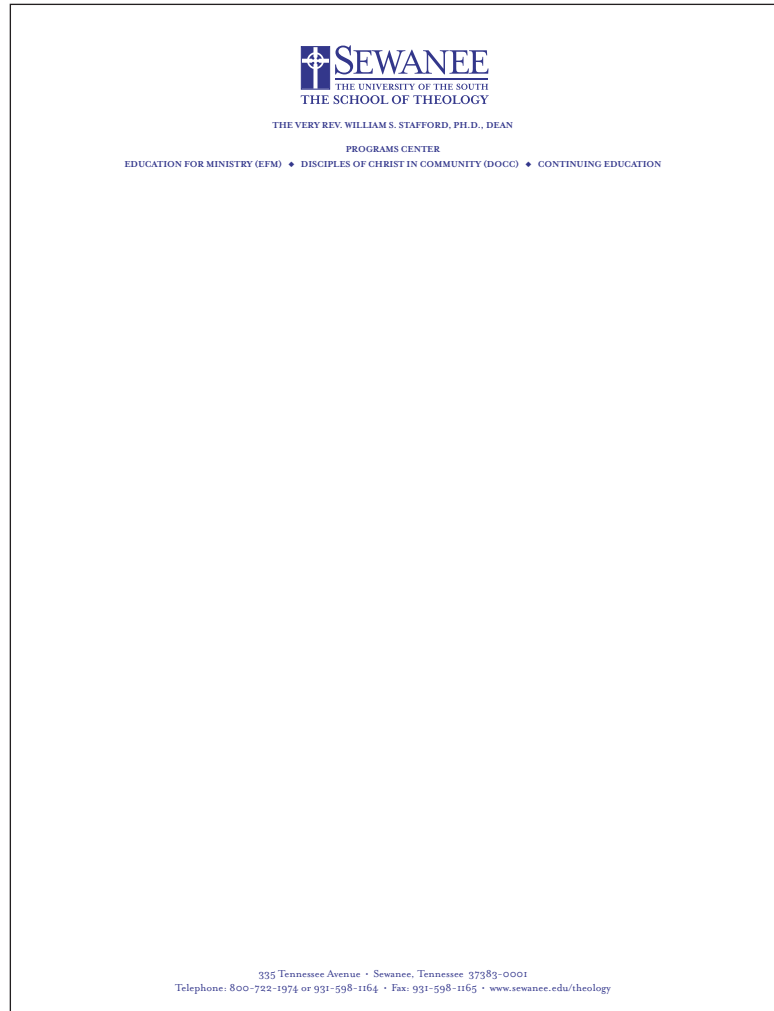 SEWANEE
THE UNIVERSITY OF THE SOUTH
THE SCHOOL OF THEOLOGY
THE VERY REV. WILLIAM S. STAFFORD, PH.D., DEAN
PROGRAMS CENTER
EDUCATION FOR MINISTRY (EFM) ◆ DISCIPLES OF CHRIST IN COMMUNITY (DOCC) ◆ CONTINUING EDUCATION
335 Tennessee Avenue • Sewanee, Tennessee 37383-0001
Telephone: 800-722-1974 or 931-598-1164 • Fax: 931-598-1165 • www.sewanee.edu/theology